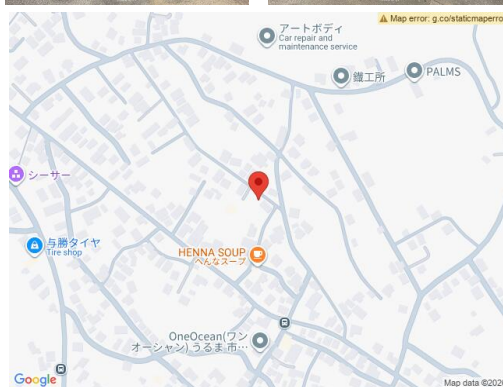 Map error: g.co/staticmaperro
アートボディ
Car repair and
maintenance service
鐵工所
PALMS
シーサー
与勝タイヤ
Tire shop
HENNA SOUP
へんなスープ
OneOcean(ワン
オーシャン) うるま市…
Google
Map data ©202